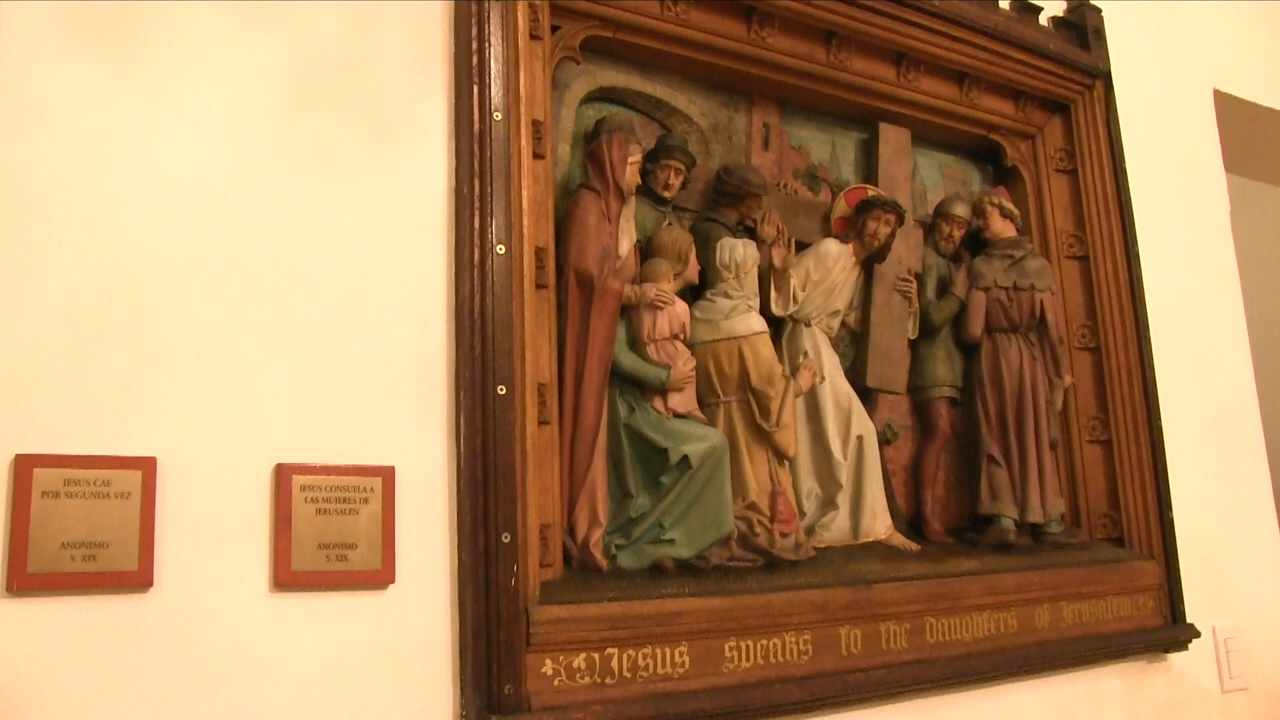 JESUS CAE
POR SEGUNDA VEZ
ANONIMO
S. XIX
JESUS CONSUELA A
LAS MUJERES DE
JERUSALÉN
ANONIMO
S. XIX
Jesus speaks to the daughters of Jerusalem